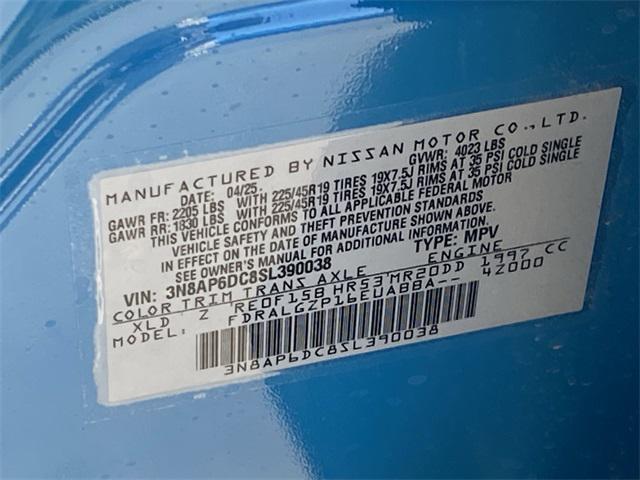 MANUFACTURED BY NISSAN MOTOR CO., LTD.
DATE: 04/25. GVWR: 4023 LBS
GAWR FR: 2205 LBS WITH 225/45R19 TIRES 19X7.5J RIMS AT 35 PSI COLD SINGLE
GAWR RR: 1830 LBS WITH 225/45R19 TIRES 19X7.5J RIMS AT 35 PSI COLD SINGLE
THIS VEHICLE CONFORMS TO ALL APPLICABLE FEDERAL MOTOR
VEHICLE SAFETY AND THEFT PREVENTION STANDARDS
IN EFFECT ON THE DATE OF MANUFACTURE SHOWN ABOVE.
SEE OWNER'S MANUAL FOR ADDITIONAL INFORMATION.
VIN: 3N8AP6DC8SL390038 TYPE: MPV
COLOR TRIM TRANS AXLE ENGINE
XLD Z RE0F15B HR53 MR20DD 1997 CC
MODEL: FDRALGZP16EUABBA-- 4Z000
3N8AP6DC8SL390038